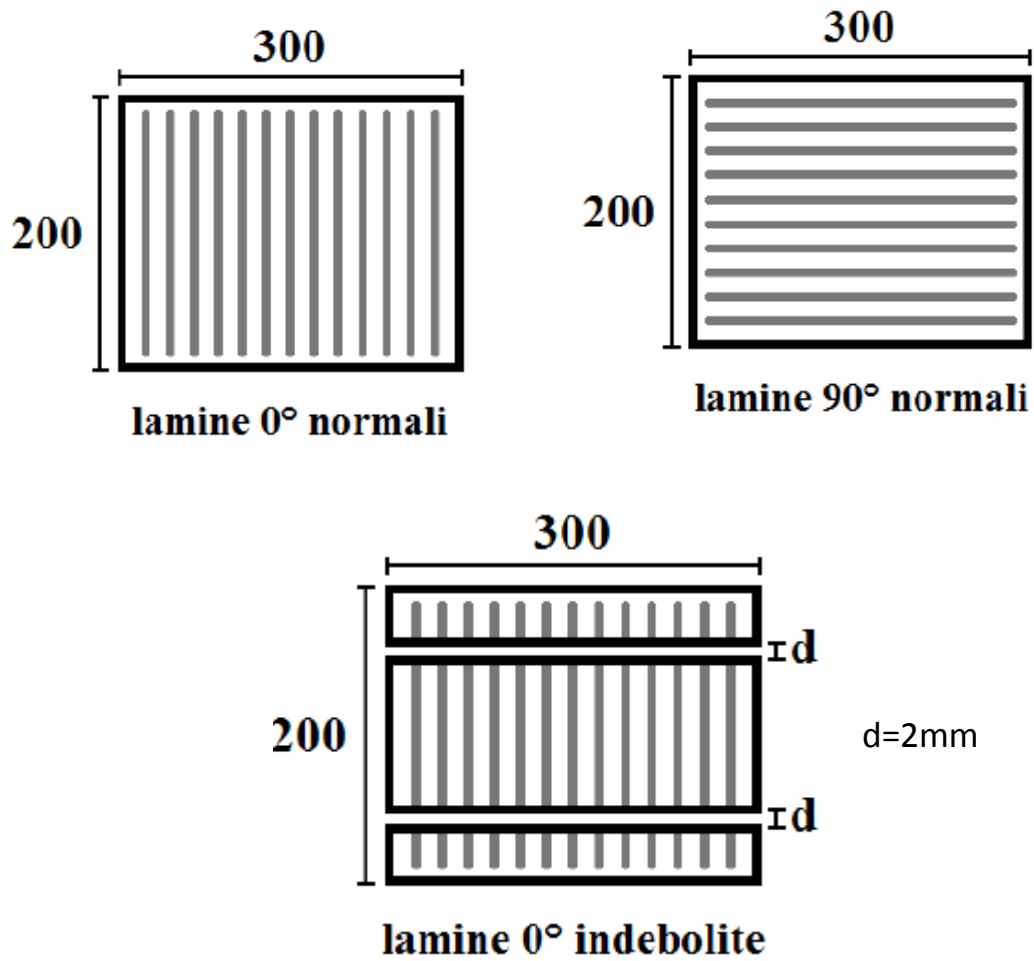 300
300
200
200
lamine 0° normali
lamine 90° normali
300
d
200
d=2mm
d
lamine 0° indebolite